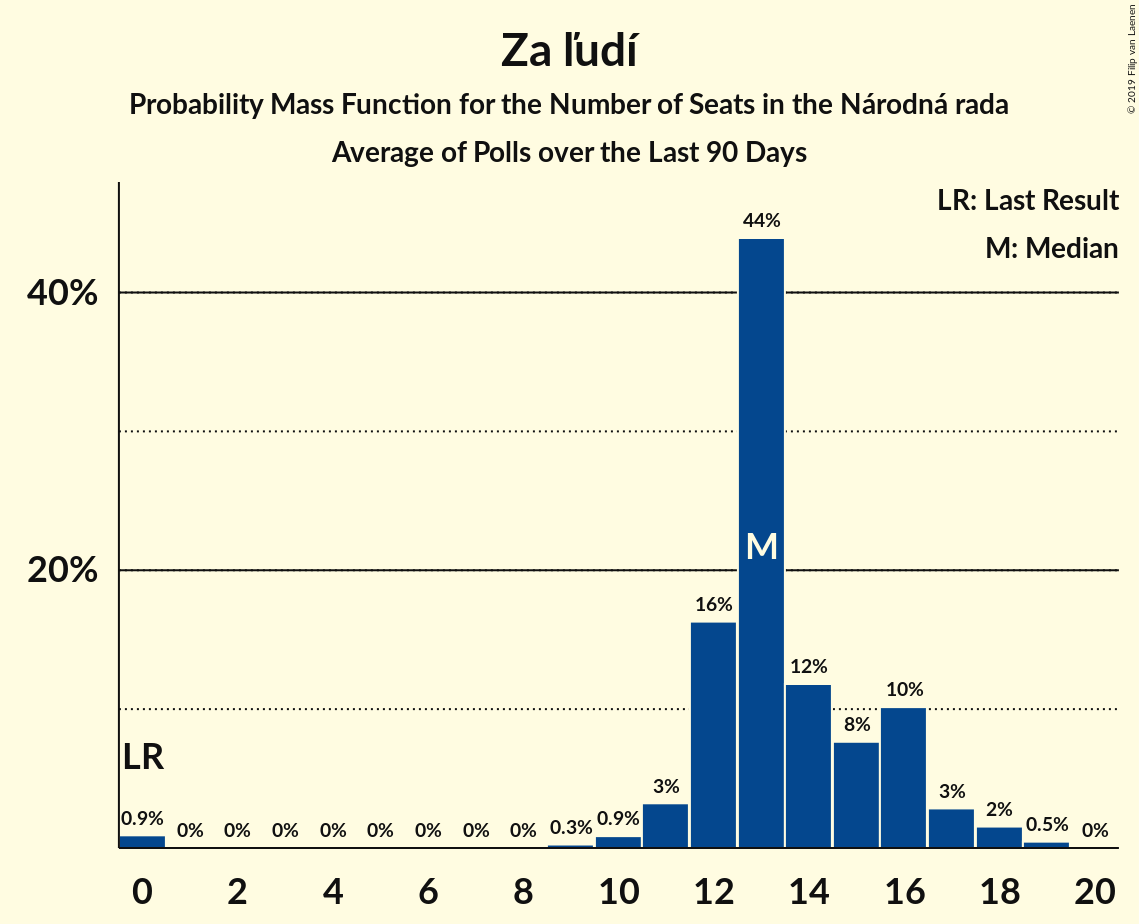 Za ľudí
Probability Mass Function for the Number of Seats in the Národná rada
Average of Polls over the Last 90 Days
© 2019 Filip van Laenen
LR: Last Result
M: Median
40%
20%
LR
M
0.9%
0%
0%
0%
0%
0%
0%
0%
0%
0.3%
0.9%
3%
16%
44%
12%
8%
10%
3%
2%
0.5%
0%
0 2 4 6 8 10 12 14 16 18 20